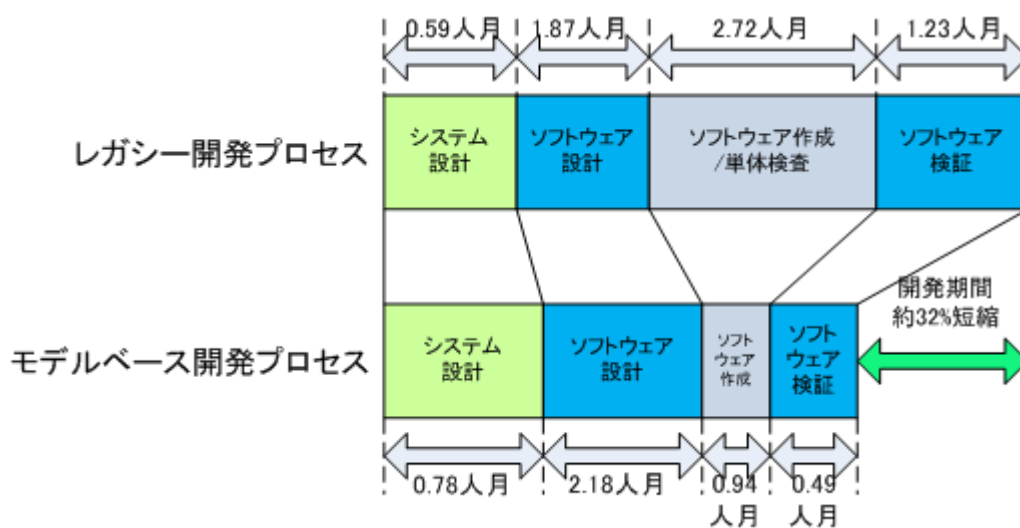 0.59人月
1.87人月
2.72人月
1.23人月
レガシー開発プロセス
システム
設計
ソフトウェア
設計
ソフトウェア作成
/単体検査
ソフトウェア
検証
開発期間
約32%短縮
モデルベース開発プロセス
システム
設計
ソフトウェア
設計
ソフト
ウェア
作成
ソフト
ウェア
検証
0.78人月
2.18人月
0.94
人月
0.49
人月